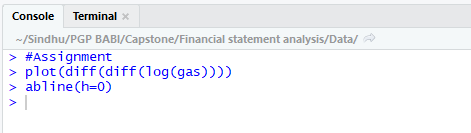 Console Terminal ×
~/Sindhu/PGP BABI/Capstone/Financial statement analysis/Data/
> #Assignment
> plot(diff(diff(log(gas))))
> abline(h=0)
>